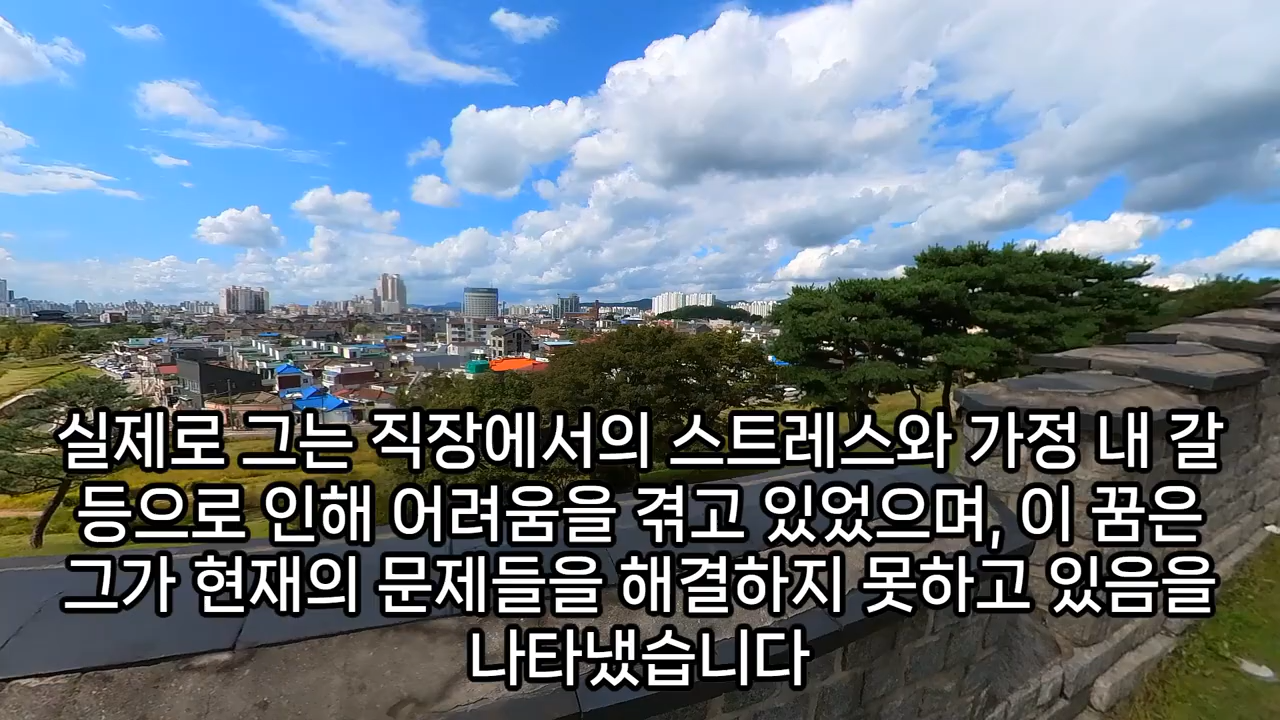 실제로 그는 직장에서의 스트레스와 가정 내 갈
등으로 인해 어려움을 겪고 있었으며, 이 꿈은
그가 현재의 문제들을 해결하지 못하고 있음을
나타냈습니다